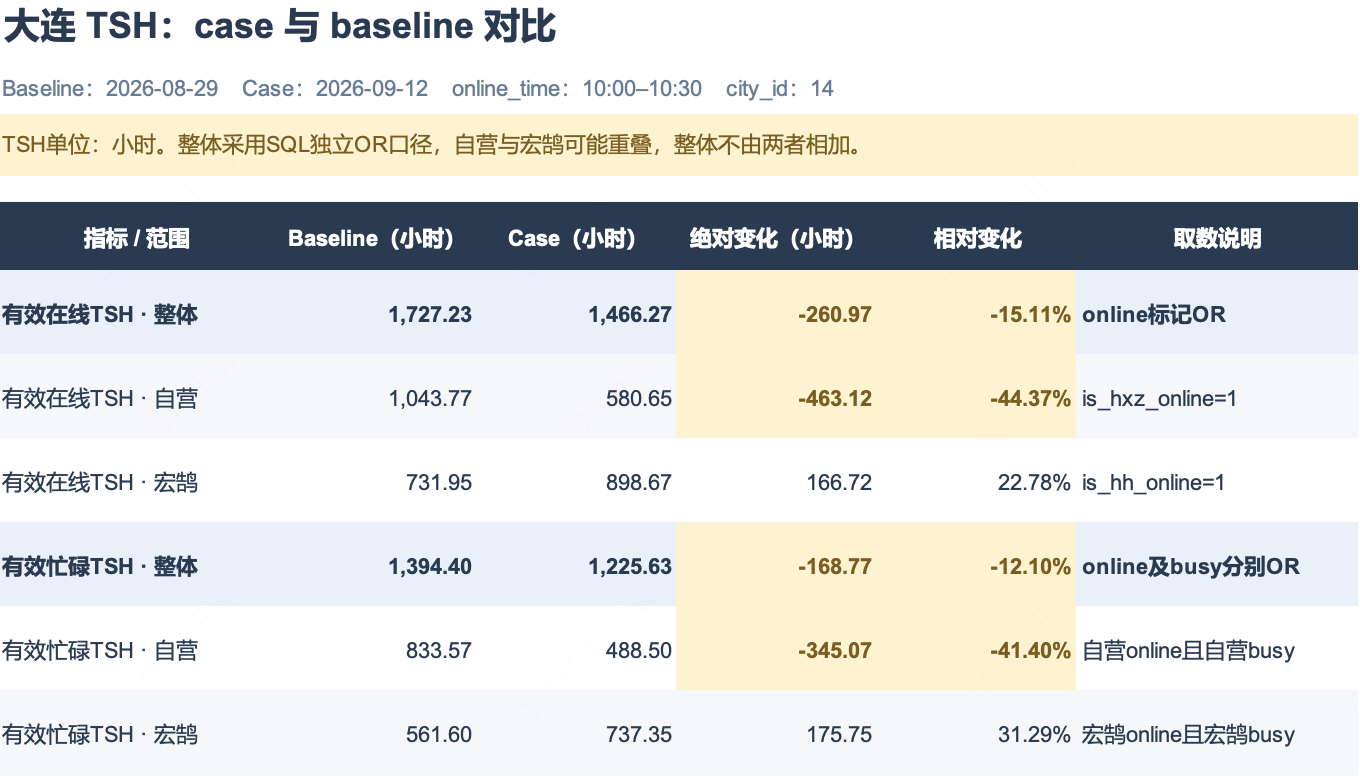 大连 TSH：case 与 baseline 对比
Baseline：2026-08-29 Case：2026-09-12 online_time：10:00–10:30 city_id：14
TSH单位：小时。整体采用SQL独立OR口径，自营与宏鹄可能重叠，整体不由两者相加。
指标 / 范围 Baseline（小时） Case（小时） 绝对变化（小时） 相对变化 取数说明
有效在线TSH · 整体 1,727.23 1,466.27 -260.97 -15.11% online标记OR
有效在线TSH · 自营 1,043.77 580.65 -463.12 -44.37% is_hxz_online=1
有效在线TSH · 宏鹄 731.95 898.67 166.72 22.78% is_hh_online=1
有效忙碌TSH · 整体 1,394.40 1,225.63 -168.77 -12.10% online及busy分别OR
有效忙碌TSH · 自营 833.57 488.50 -345.07 -41.40% 自营online且自营busy
有效忙碌TSH · 宏鹄 561.60 737.35 175.75 31.29% 宏鹄online且宏鹄busy